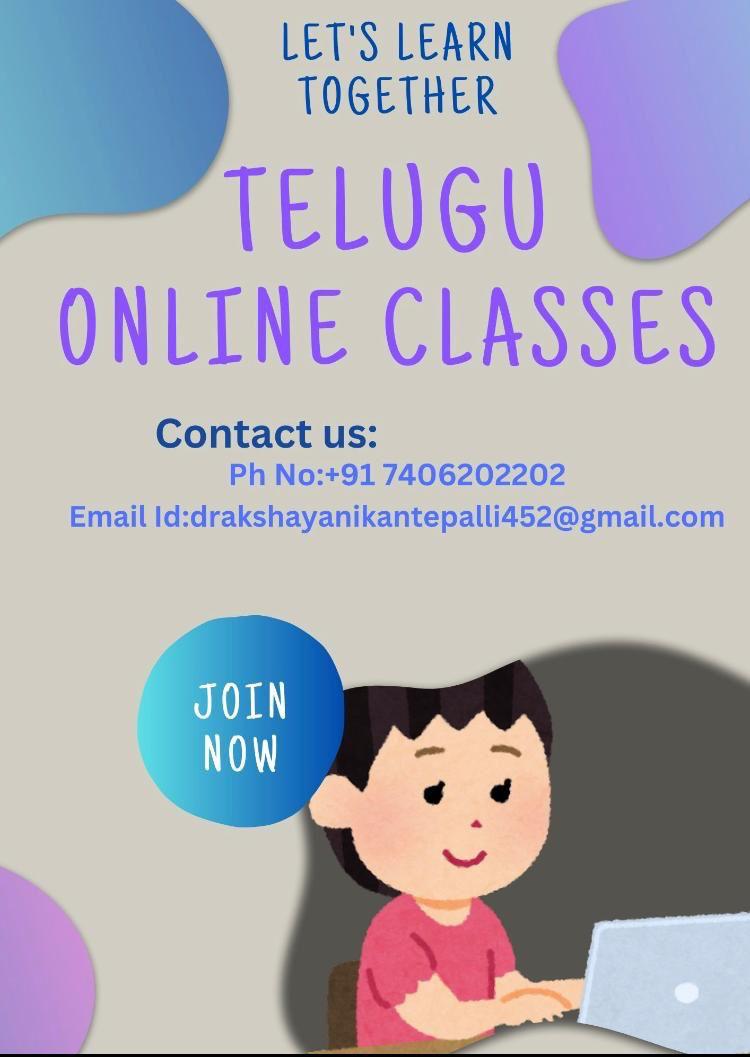 LET'S LEARN
TOGETHER
TELUGU
ONLINE CLASSES
Contact us:
Ph No:+91 7406202202
Email Id:drakshayanikantepalli452@gmail.com
JOIN
NOW